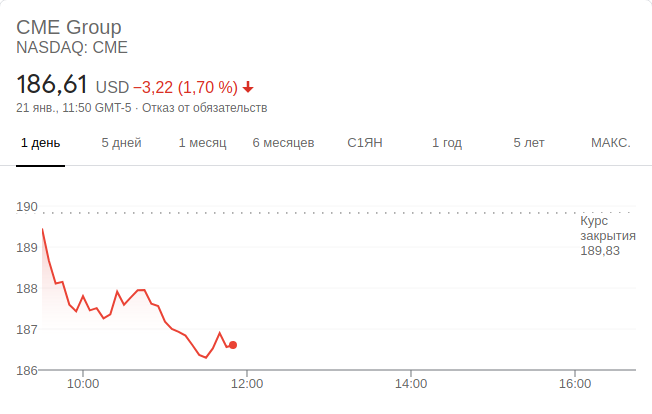 CME Group
NASDAQ: CME
186,61 USD −3,22 (1,70 %)
21 янв., 11:50 GMT-5 · Отказ от обязательств
1 день 5 дней 1 месяц 6 месяцев С1ЯН 1 год 5 лет МАКС.
190
Курс
закрытия
189,83
189
188
187
186
10:00 12:00 14:00 16:00